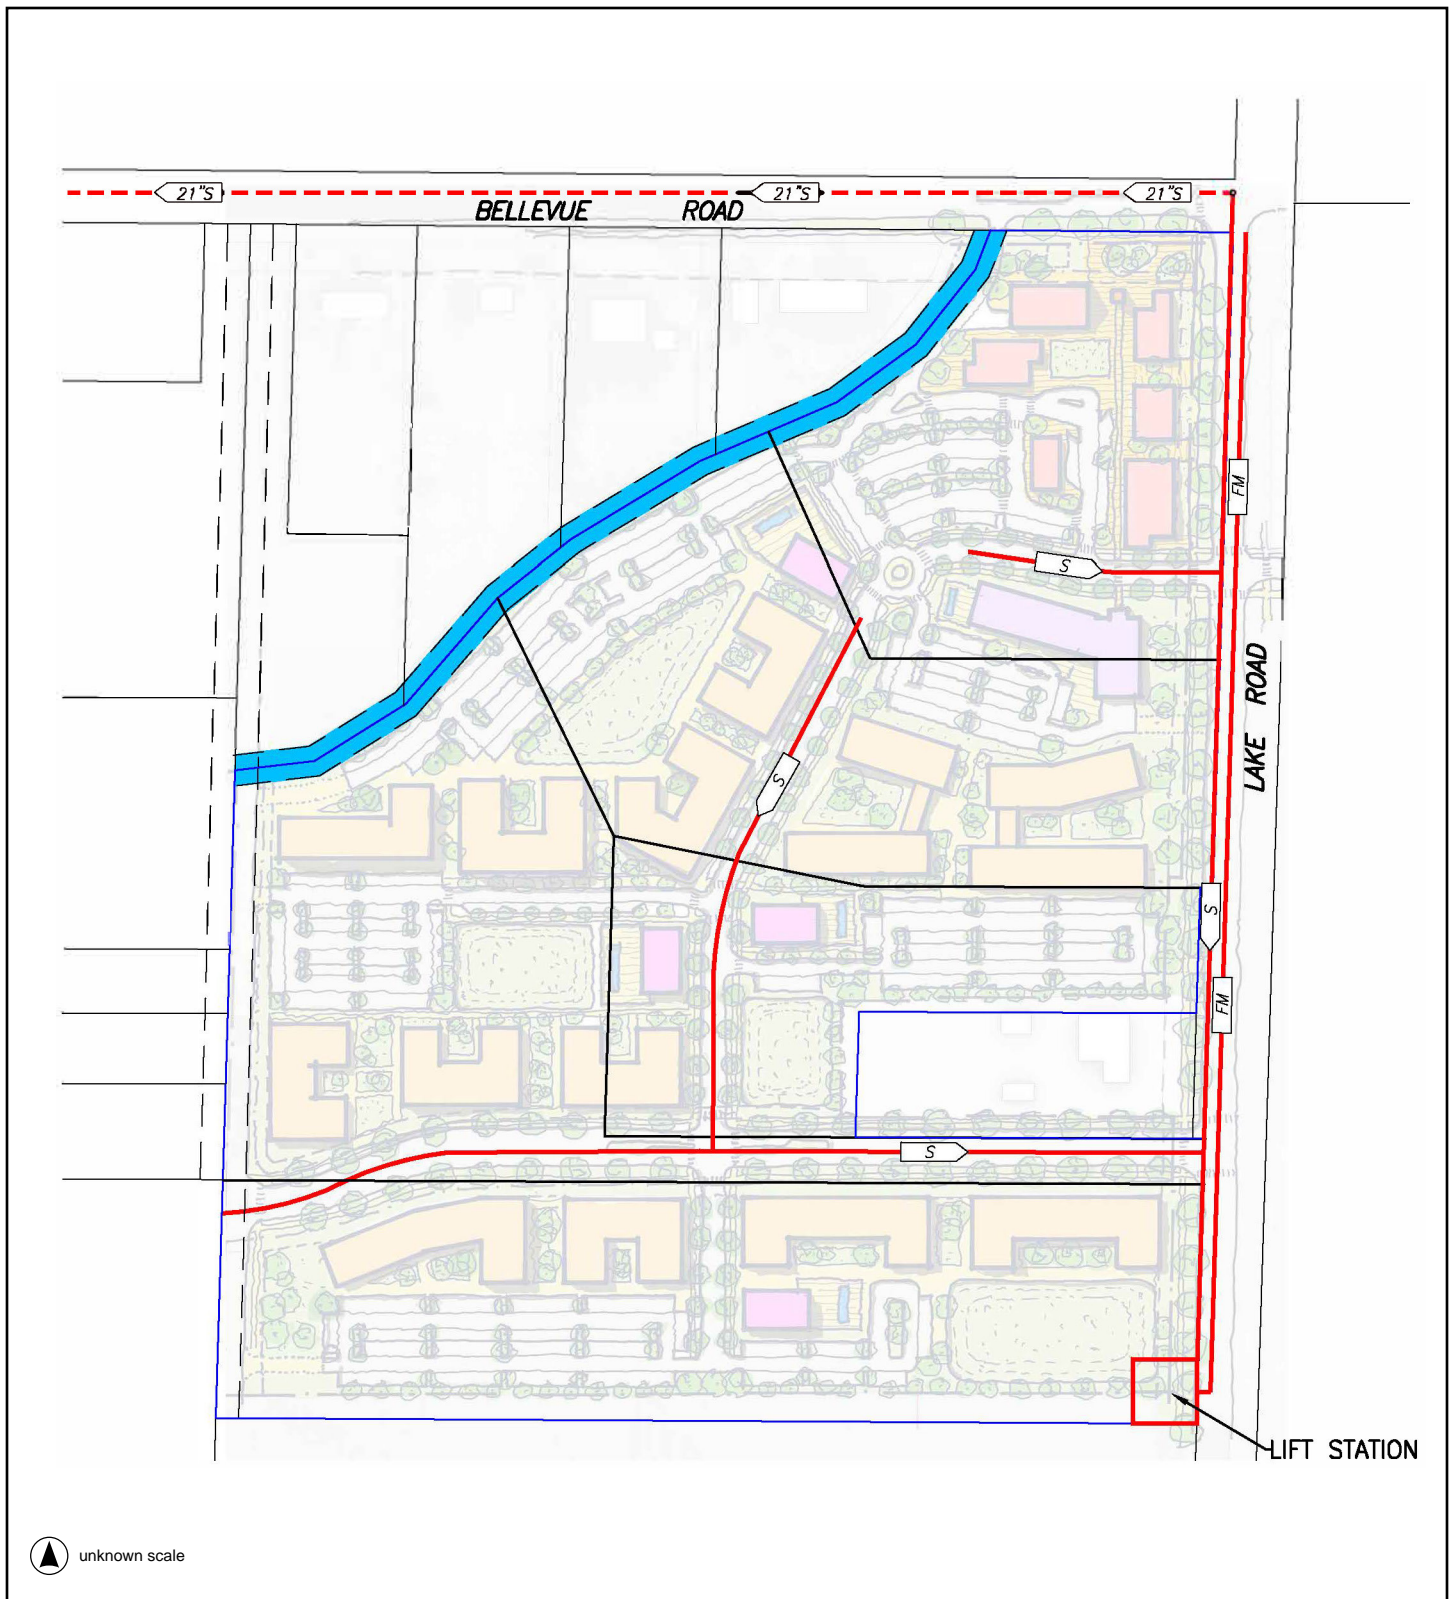 21"S 21"S 21"S
BELLEVUE ROAD
FM
S
LAKE ROAD
S
S
FM
S
LIFT STATION
unknown scale